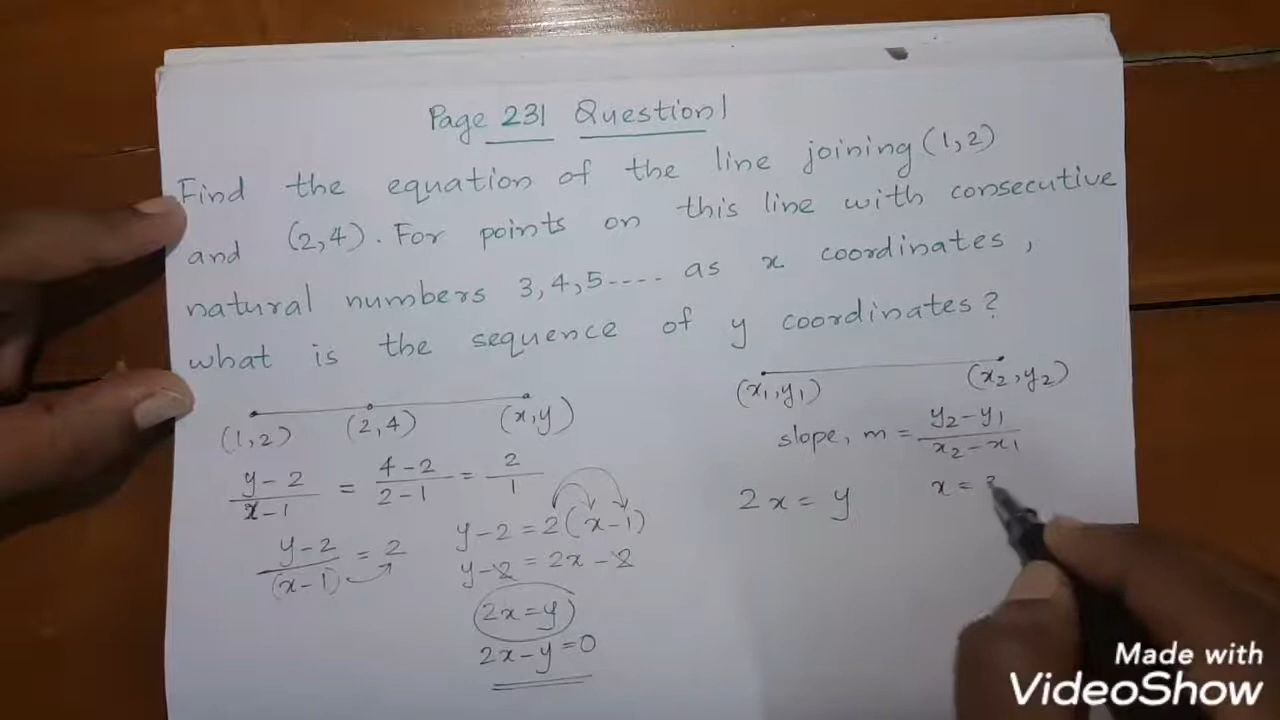 Page 231 Question 1
Find the equation of the line joining (1,2)
and (2,4). For points on this line with consecutive
natural numbers 3,4,5---- as x coordinates,
what is the sequence of y coordinates?
(1,2) (2,4) (x,y)
y-2/x-1 = 4-2/2-1 = 2/1
y-2/(x-1) = 2
y-2 = 2(x-1)
y-2 = 2x-2
2x=y
2x-y=0
(x1,y1) (x2,y2)
slope, m = y2-y1/x2-x1
2x = y
x =
Made with
VideoShow